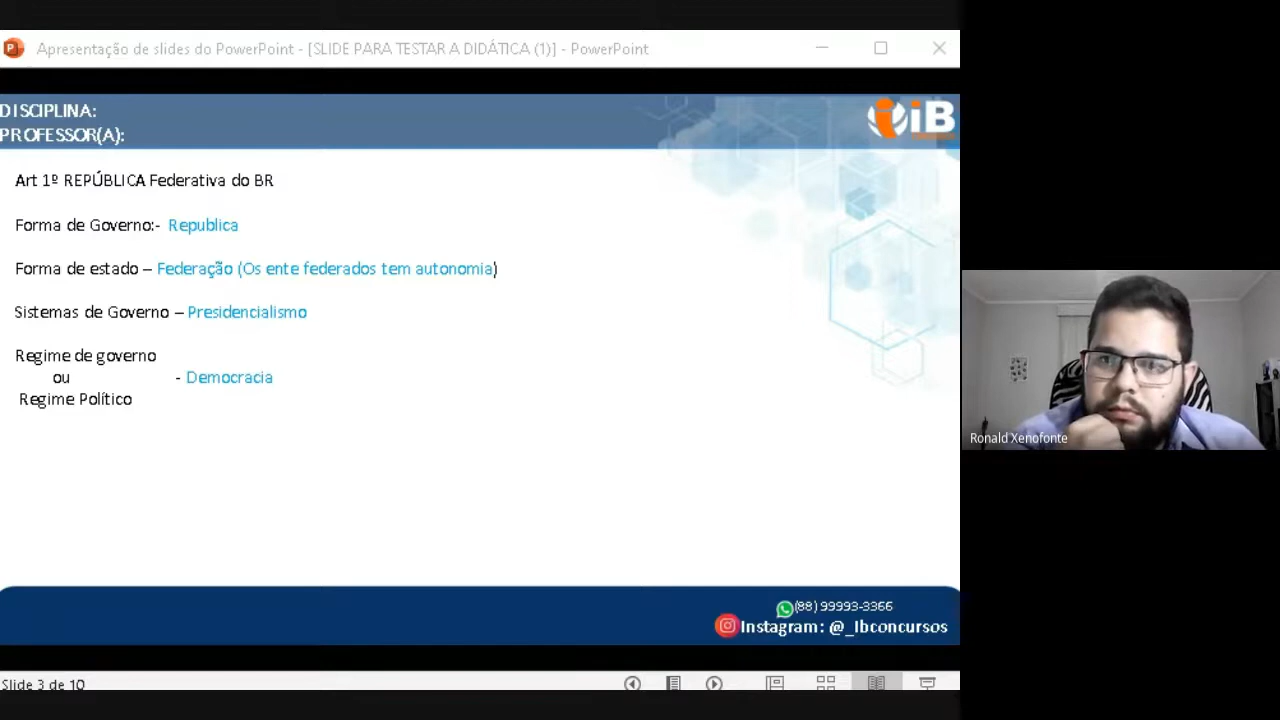 Apresentação de slides do PowerPoint - [SLIDE PARA TESTAR A DIDÁTICA (1)] - PowerPoint
DISCIPLINA:
PROFESSOR(A):
iB
Art 1º REPÚBLICA Federativa do BR
Forma de Governo:- Republica
Forma de estado – Federação (Os ente federados tem autonomia)
Sistemas de Governo – Presidencialismo
Regime de governo
ou - Democracia
Regime Político
Ronald Xenofonte
(88) 99993-3366
Instagram: @_Ibconcursos
Slide 3 de 10